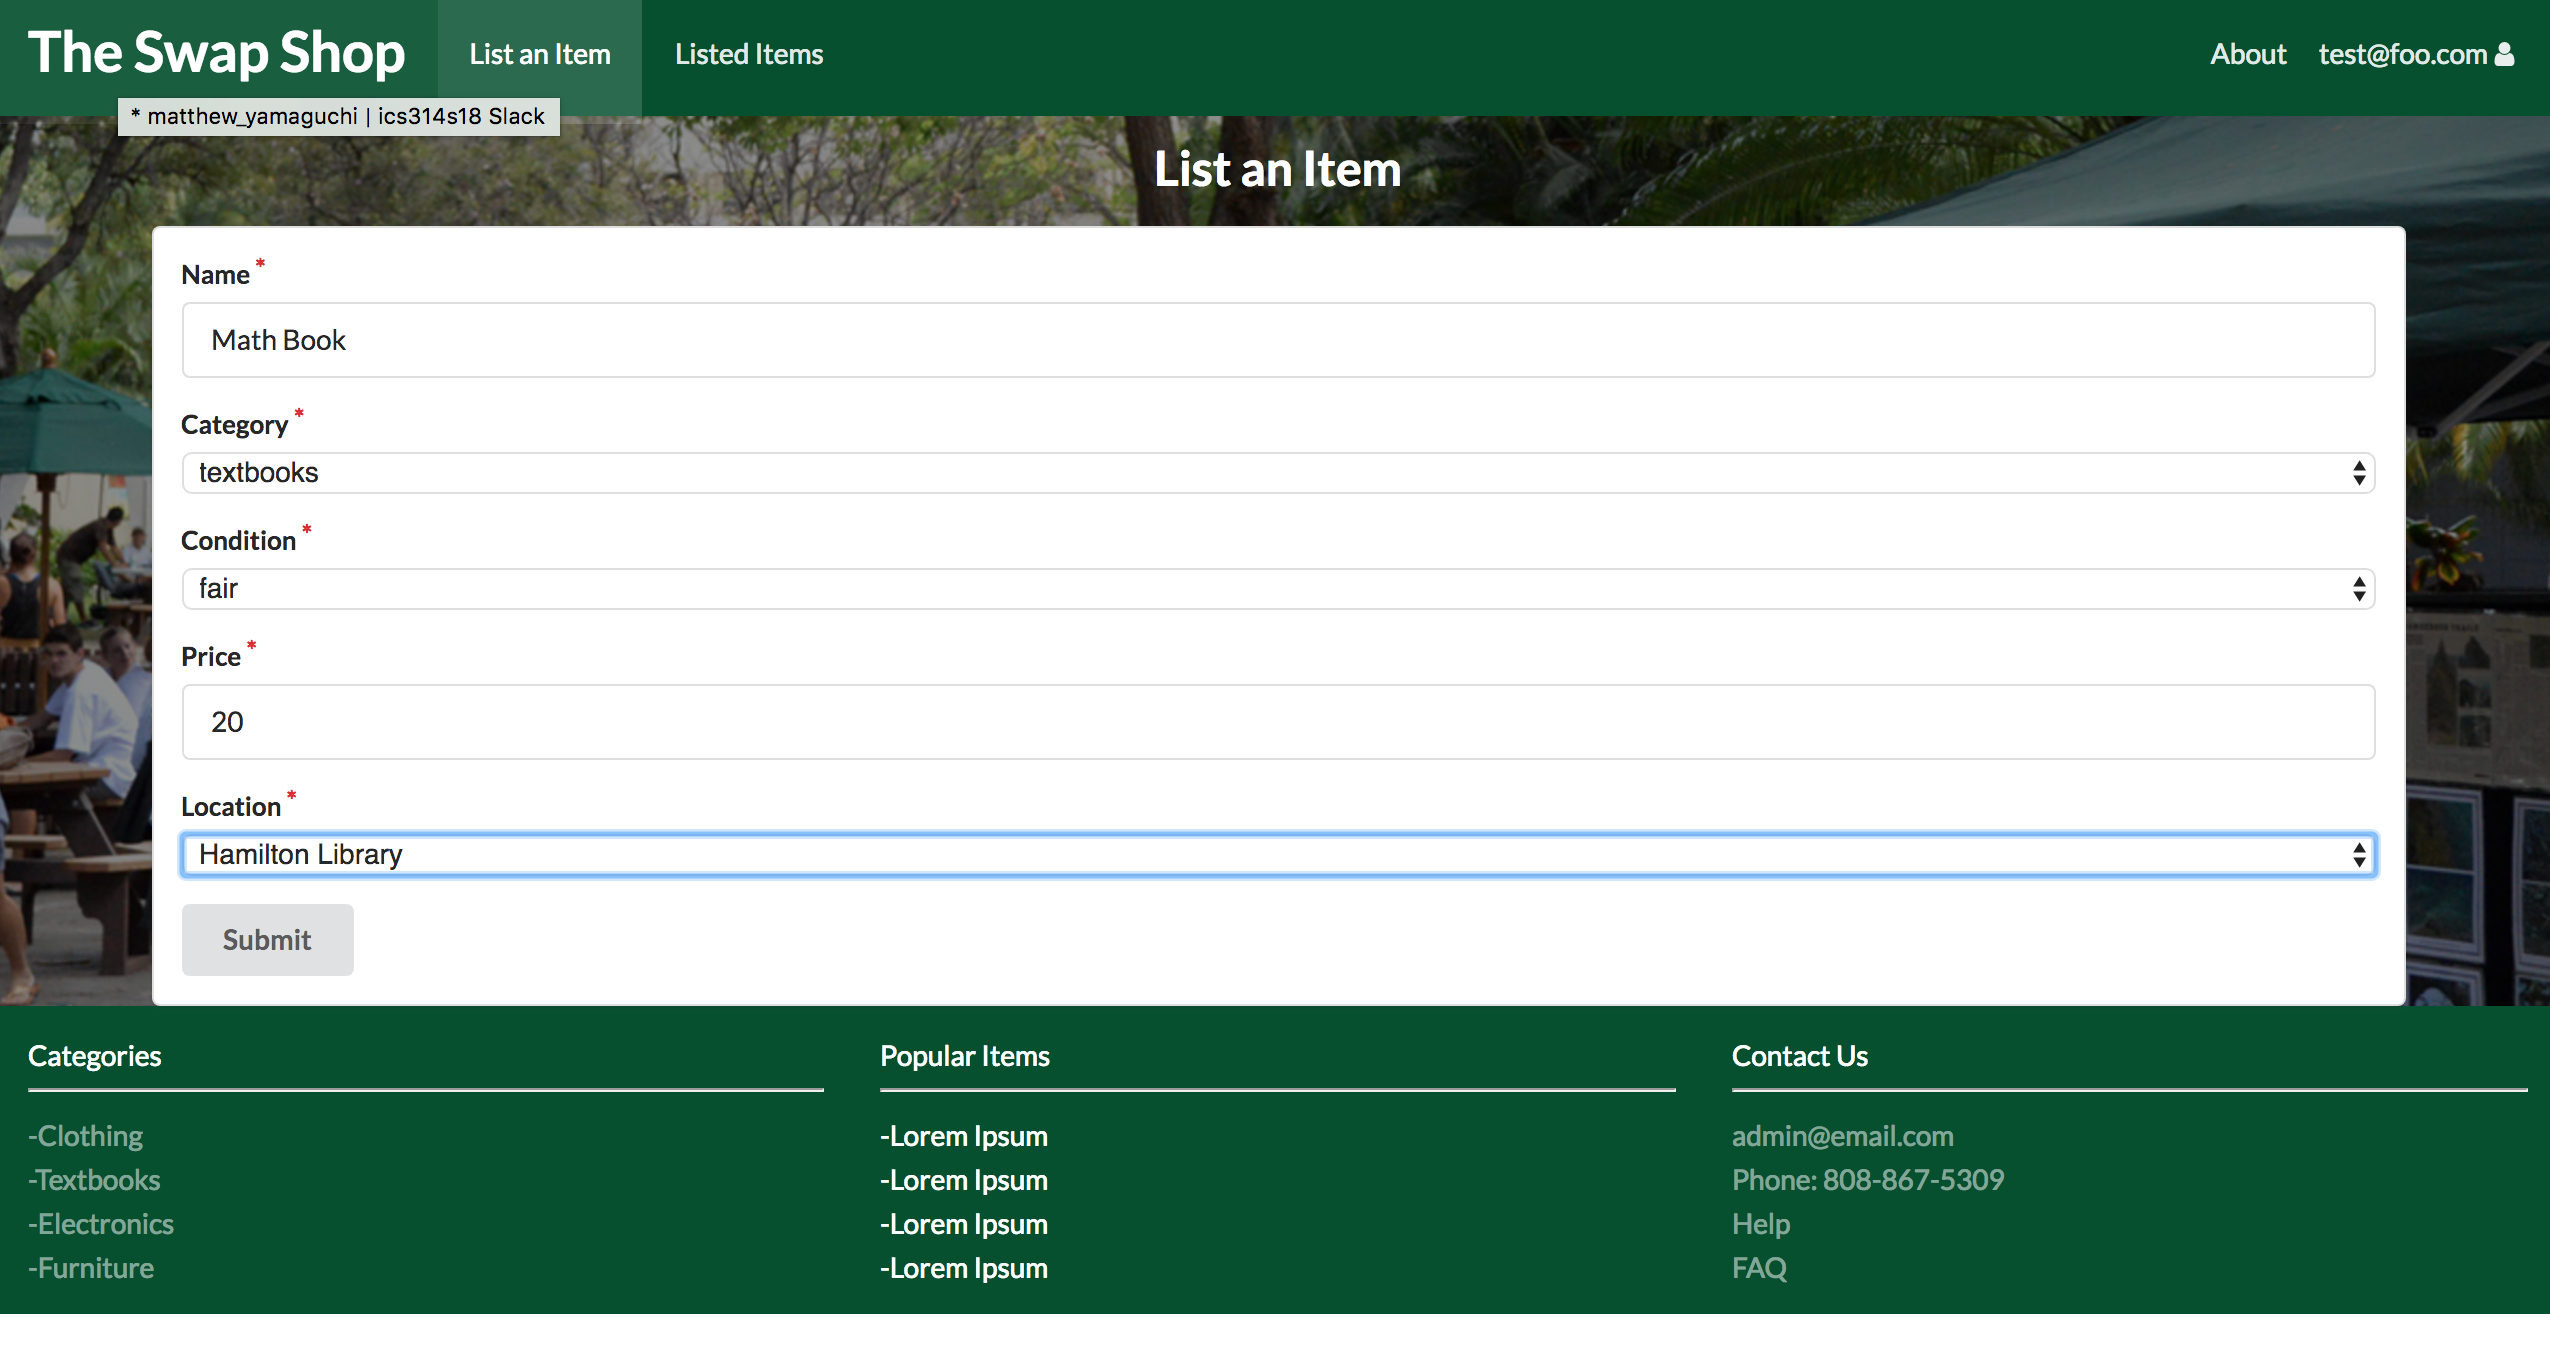 The Swap Shop List an Item Listed Items About test@foo.com
* matthew_yamaguchi | ics314s18 Slack
List an Item
Name *
Math Book
Category *
textbooks
Condition *
fair
Price *
20
Location *
Hamilton Library
Submit
Categories
-Clothing
-Textbooks
-Electronics
-Furniture
Popular Items
-Lorem Ipsum
-Lorem Ipsum
-Lorem Ipsum
-Lorem Ipsum
Contact Us
admin@email.com
Phone: 808-867-5309
Help
FAQ